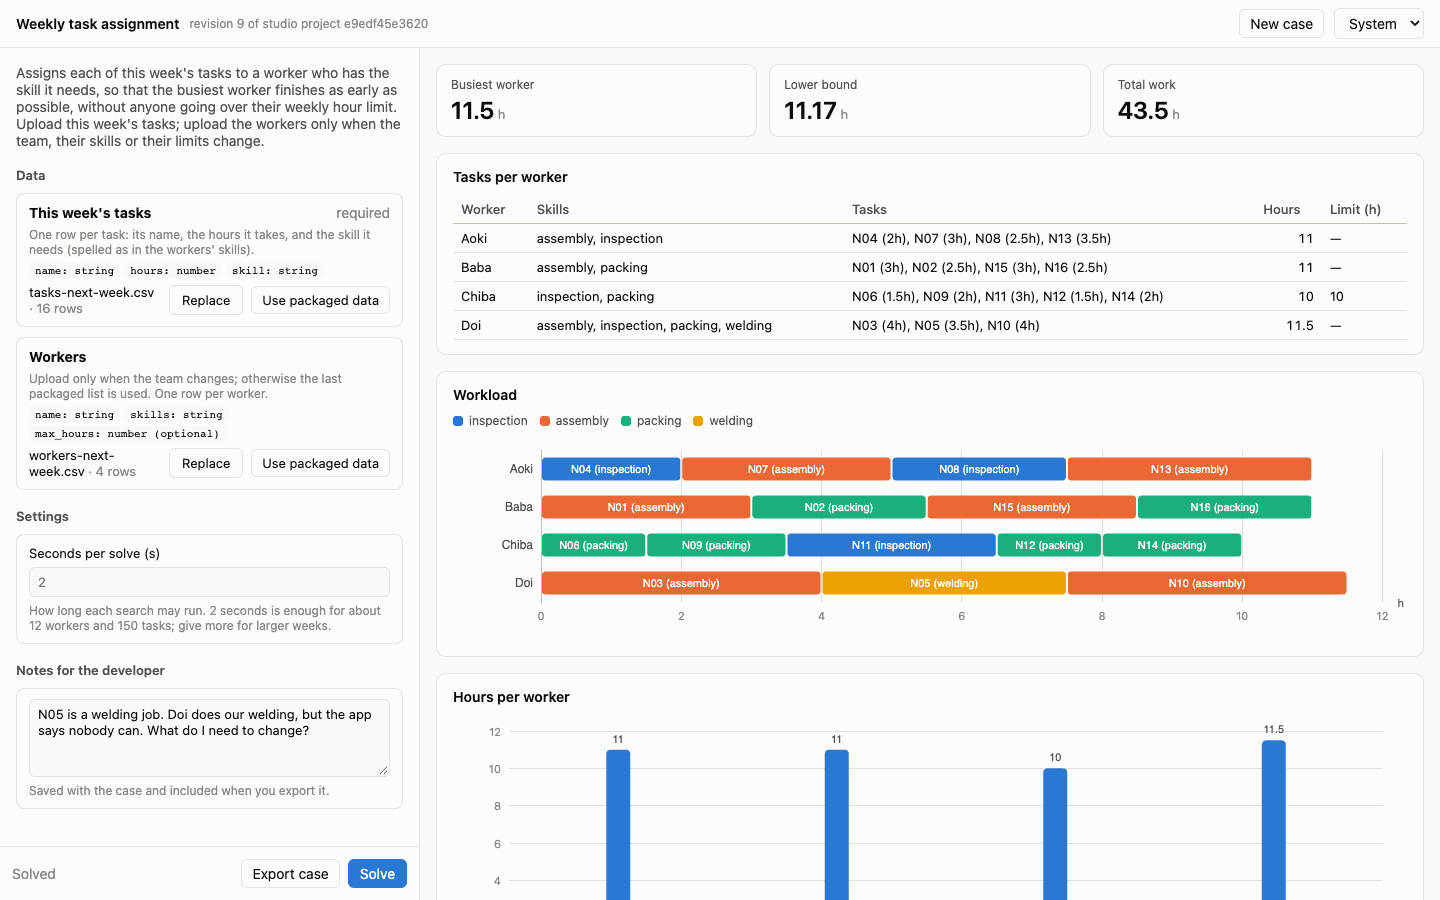 Weekly task assignment revision 9 of studio project e9edf45e3620
New case System
Assigns each of this week's tasks to a worker who has the
skill it needs, so that the busiest worker finishes as early as
possible, without anyone going over their weekly hour limit.
Upload this week's tasks; upload the workers only when the
team, their skills or their limits change.
Data
This week's tasks required
One row per task: its name, the hours it takes, and the skill it
needs (spelled as in the workers' skills).
name: string hours: number skill: string
tasks-next-week.csv
· 16 rows
Replace Use packaged data
Workers
Upload only when the team changes; otherwise the last
packaged list is used. One row per worker.
name: string skills: string
max_hours: number (optional)
workers-next-
week.csv · 4 rows
Replace Use packaged data
Settings
Seconds per solve (s)
2
How long each search may run. 2 seconds is enough for about
12 workers and 150 tasks; give more for larger weeks.
Notes for the developer
N05 is a welding job. Doi does our welding, but the app
says nobody can. What do I need to change?
Saved with the case and included when you export it.
Solved Export case Solve
Busiest worker
11.5 h
Lower bound
11.17 h
Total work
43.5 h
Tasks per worker
Worker Skills Tasks Hours Limit (h)
Aoki assembly, inspection N04 (2h), N07 (3h), N08 (2.5h), N13 (3.5h) 11 —
Baba assembly, packing N01 (3h), N02 (2.5h), N15 (3h), N16 (2.5h) 11 —
Chiba inspection, packing N06 (1.5h), N09 (2h), N11 (3h), N12 (1.5h), N14 (2h) 10 10
Doi assembly, inspection, packing, welding N03 (4h), N05 (3.5h), N10 (4h) 11.5 —
Workload
inspection assembly packing welding
Aoki N04 (inspection) N07 (assembly) N08 (inspection) N13 (assembly)
Baba N01 (assembly) N02 (packing) N15 (assembly) N16 (packing)
Chiba N06 (packing) N09 (packing) N11 (inspection) N12 (packing) N14 (packing)
Doi N03 (assembly) N05 (welding) N10 (assembly)
h
0 2 4 6 8 10 12
Hours per worker
12
10
8
6
4
11 11 10 11.5